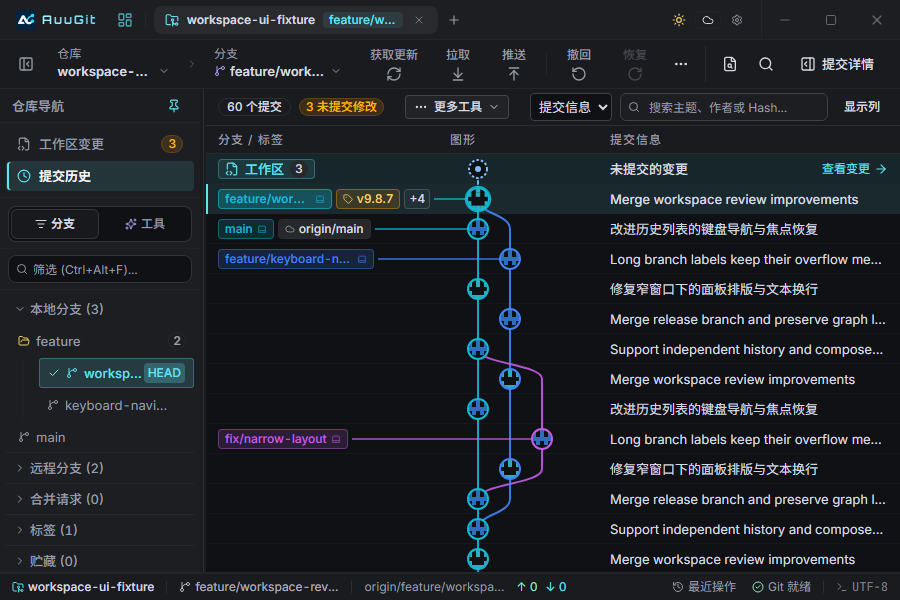 AuuGit workspace-ui-fixture feature/w...
仓库 workspace-...
分支 feature/work...
获取更新 拉取 推送 撤回 恢复 提交详情
仓库导航
60 个提交 3 未提交修改 更多工具 提交信息 搜索主题、作者或 Hash... 显示列
工作区变更 3
提交历史
分支 工具
筛选 (Ctrl+Alt+F)...
本地分支 (3)
feature 2
worksp... HEAD
keyboard-navi...
main
远程分支 (2)
合并请求 (0)
标签 (1)
贮藏 (0)
分支 / 标签 图形 提交信息
工作区 3 未提交的变更 查看变更
feature/wor... v9.8.7 +4 Merge workspace review improvements
main origin/main 改进历史列表的键盘导航与焦点恢复
feature/keyboard-n... Long branch labels keep their overflow me...
修复窄窗口下的面板排版与文本换行
Merge release branch and preserve graph l...
Support independent history and compose...
Merge workspace review improvements
改进历史列表的键盘导航与焦点恢复
fix/narrow-layout Long branch labels keep their overflow me...
修复窄窗口下的面板排版与文本换行
Merge release branch and preserve graph l...
Support independent history and compose...
Merge workspace review improvements
workspace-ui-fixture feature/workspace-rev... origin/feature/workspa... 0 0 最近操作 Git 就绪 UTF-8